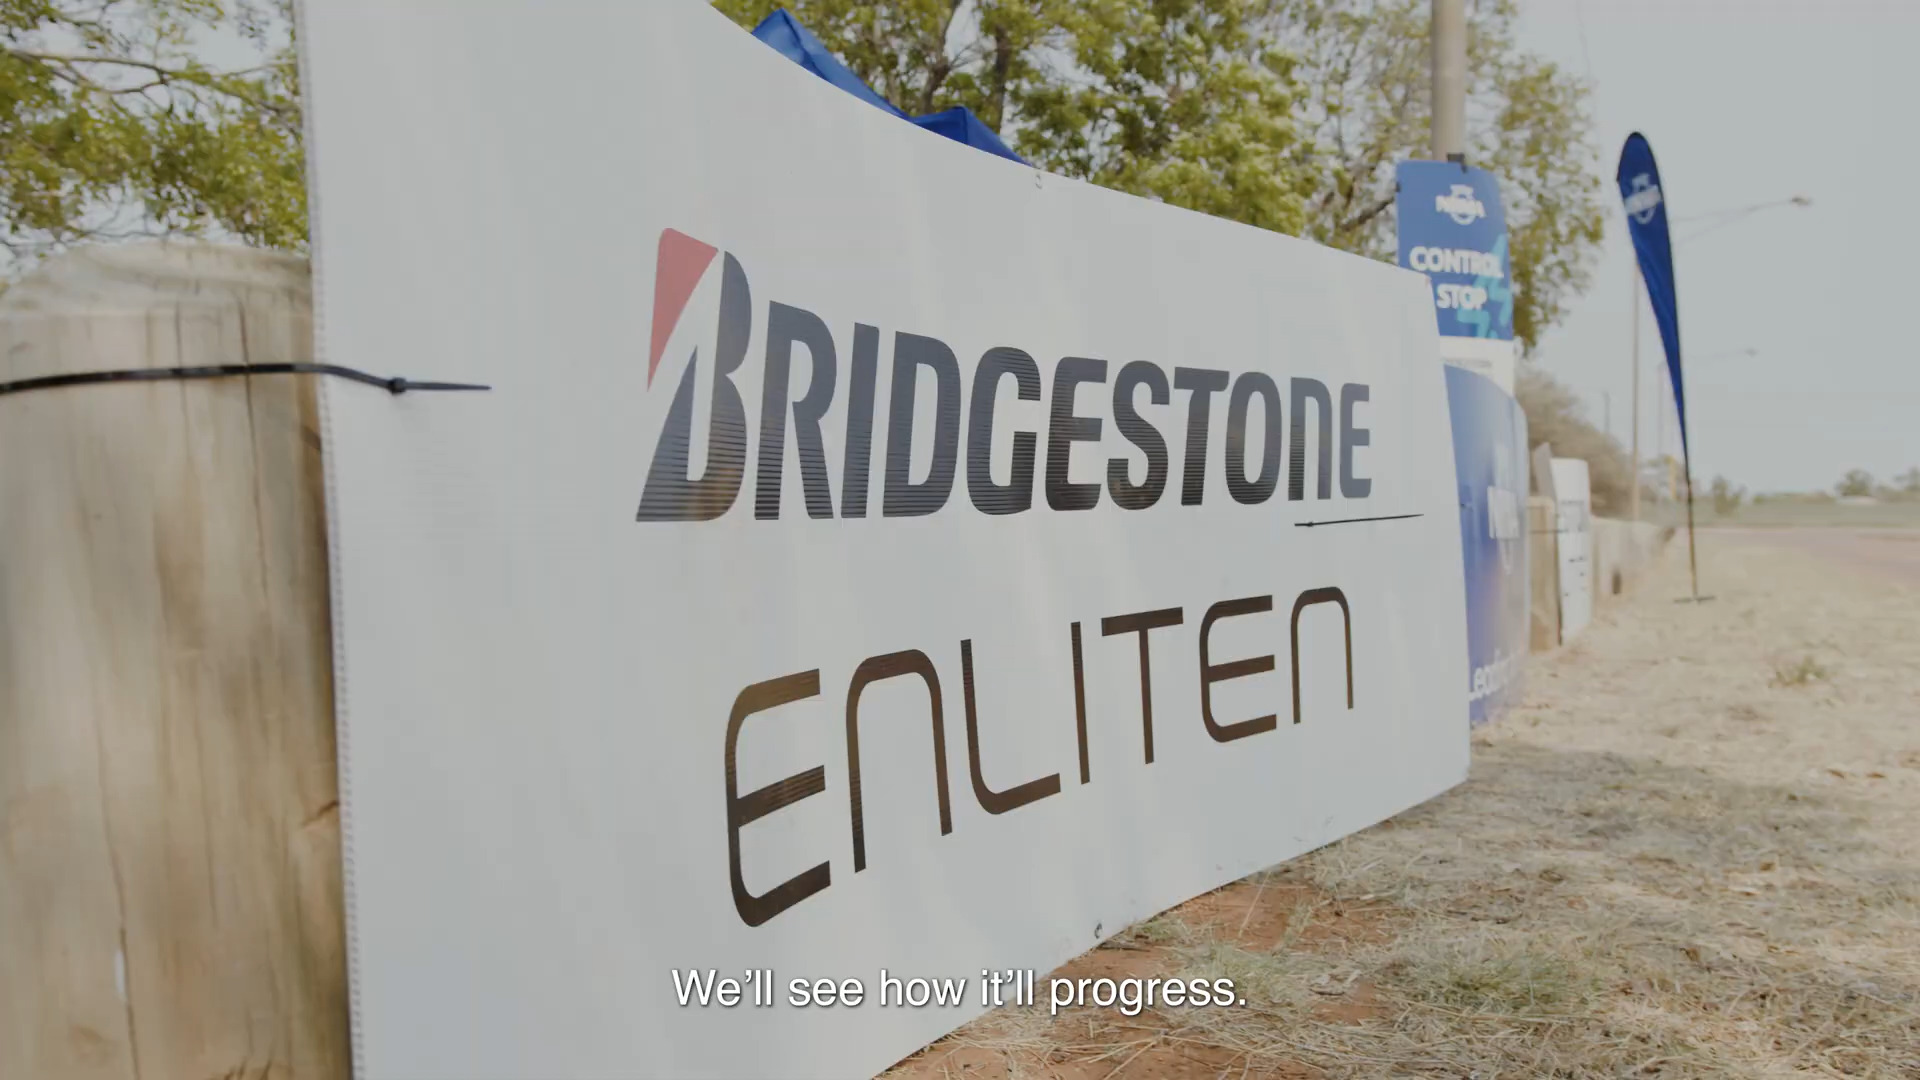 BRIDGESTONE
ENLITEN
CONTROL
STOP
We'll see how it'll progress.